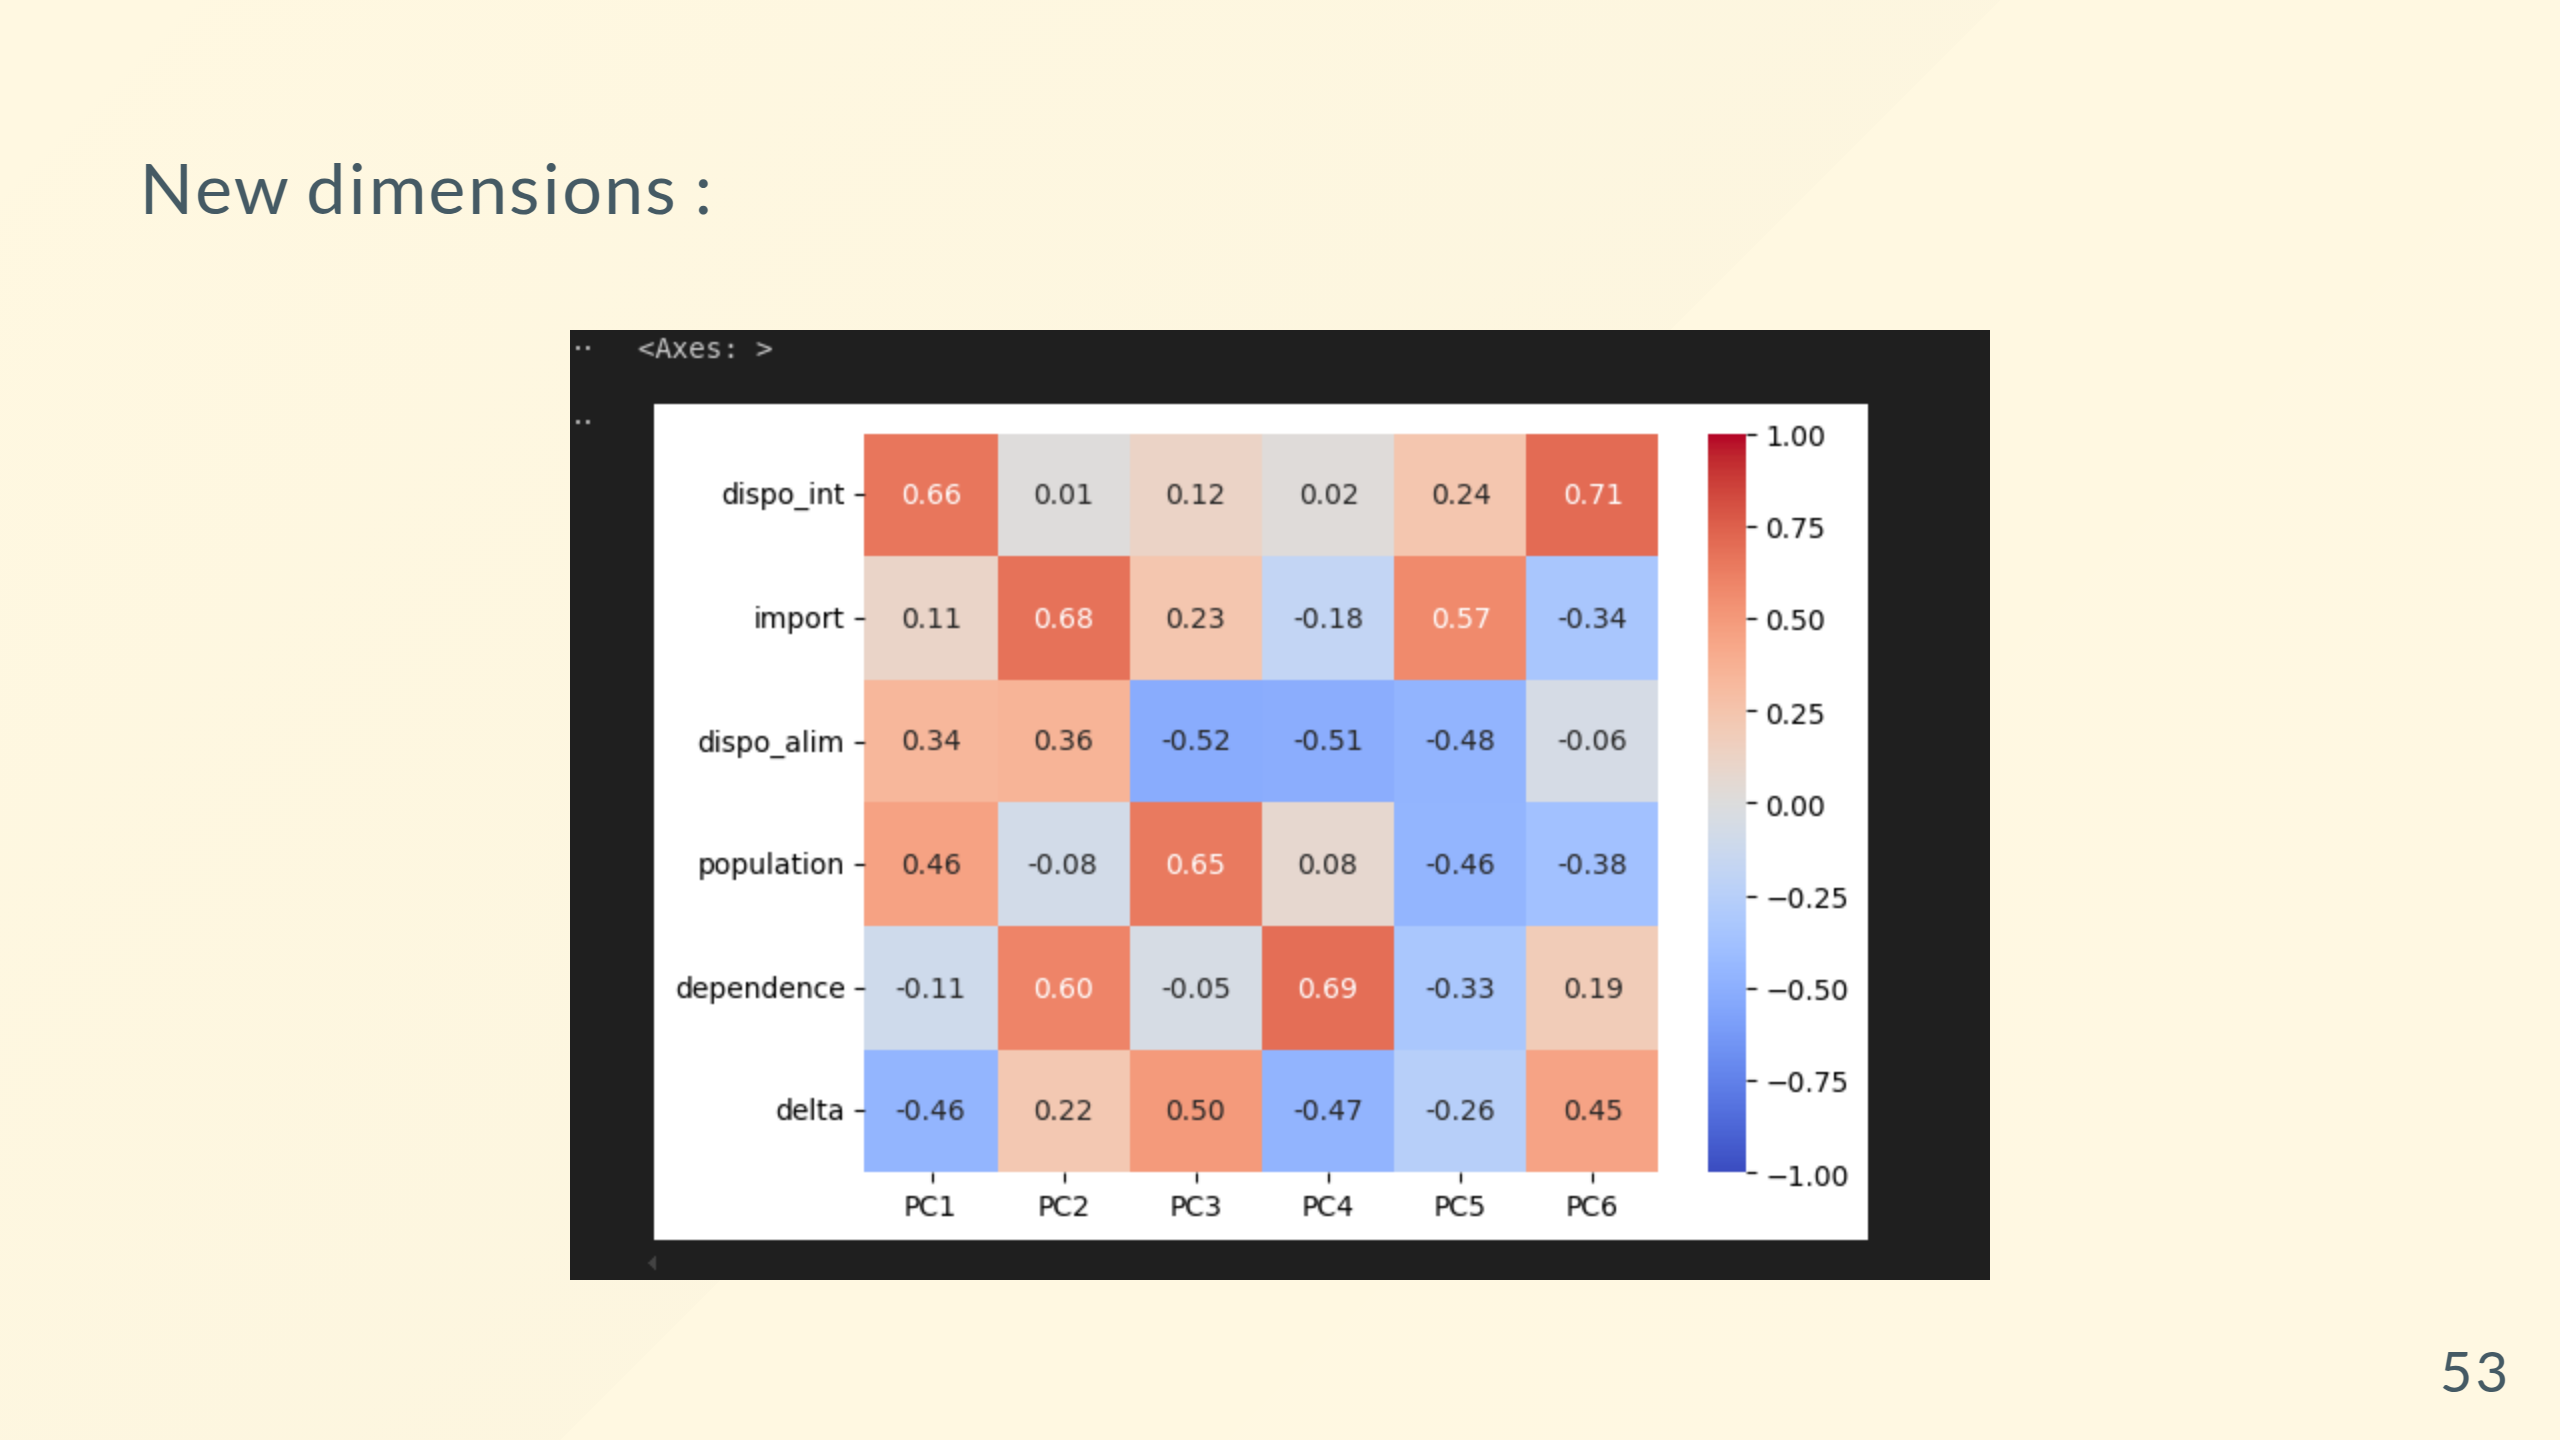 New dimensions :
<Axes: >
dispo_int 0.66 0.01 0.12 0.02 0.24 0.71
import 0.11 0.68 0.23 -0.18 0.57 -0.34
dispo_alim 0.34 0.36 -0.52 -0.51 -0.48 -0.06
population 0.46 -0.08 0.65 0.08 -0.46 -0.38
dependence -0.11 0.60 -0.05 0.69 -0.33 0.19
delta -0.46 0.22 0.50 -0.47 -0.26 0.45
PC1 PC2 PC3 PC4 PC5 PC6
1.00
0.75
0.50
0.25
0.00
−0.25
−0.50
−0.75
−1.00
53